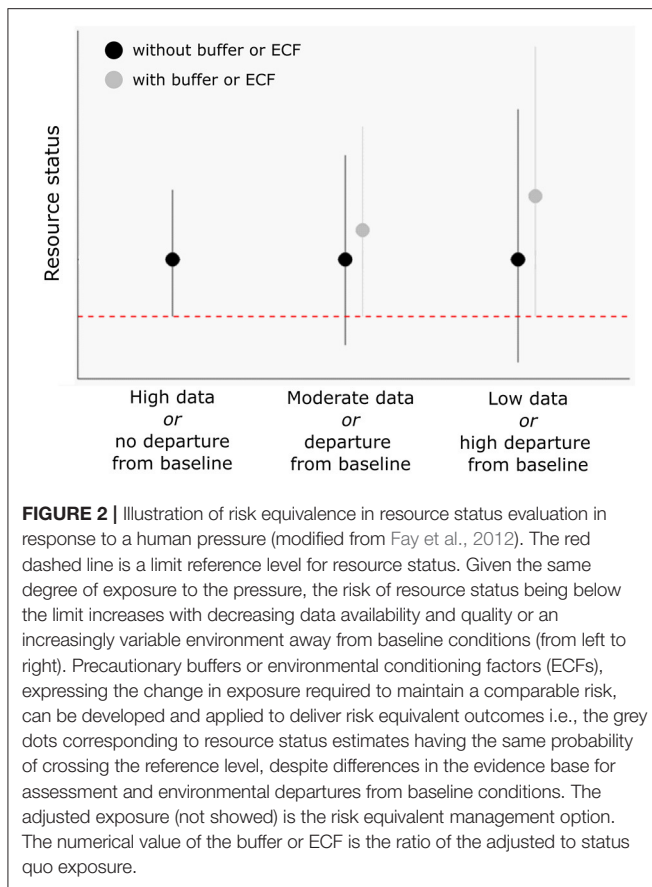 without buffer or ECF
with buffer or ECF
Resource status
High data
or
no departure
from baseline
Moderate data
or
departure
from baseline
Low data
or
high departure
from baseline
FIGURE 2 | Illustration of risk equivalence in resource status evaluation in
response to a human pressure (modified from Fay et al., 2012). The red
dashed line is a limit reference level for resource status. Given the same
degree of exposure to the pressure, the risk of resource status being below
the limit increases with decreasing data availability and quality or an
increasingly variable environment away from baseline conditions (from left to
right). Precautionary buffers or environmental conditioning factors (ECFs),
expressing the change in exposure required to maintain a comparable risk,
can be developed and applied to deliver risk equivalent outcomes i.e., the grey
dots corresponding to resource status estimates having the same probability
of crossing the reference level, despite differences in the evidence base for
assessment and environmental departures from baseline conditions. The
adjusted exposure (not showed) is the risk equivalent management option.
The numerical value of the buffer or ECF is the ratio of the adjusted to status
quo exposure.